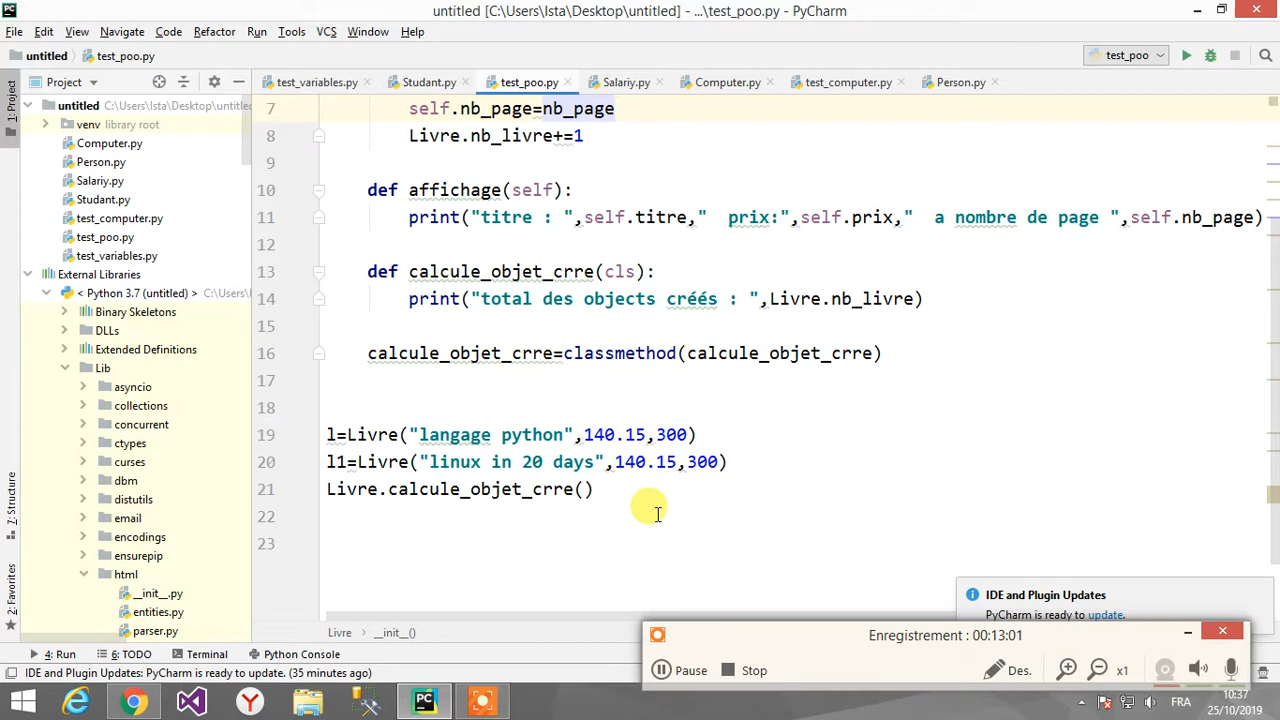 untitled [C:\Users\Ista\Desktop\untitled] - ...\test_poo.py - PyCharm
File Edit View Navigate Code Refactor Run Tools VCS Window Help
untitled test_poo.py test_poo
Project test_variables.py Studant.py test_poo.py Salariy.py Computer.py test_computer.py Person.py
1: Project
untitled C:\Users\Ista\Desktop\untitled
venv library root
Computer.py
Person.py
Salariy.py
Studant.py
test_computer.py
test_poo.py
test_variables.py
External Libraries
< Python 3.7 (untitled) > C:\Users\
Binary Skeletons
DLLs
Extended Definitions
Lib
asyncio
collections
concurrent
ctypes
curses
dbm
distutils
email
encodings
ensurepip
html
__init__.py
entities.py
parser.py
7 self.nb_page=nb_page
8 Livre.nb_livre+=1
9
10 def affichage(self):
11 print("titre : ",self.titre," prix:",self.prix," a nombre de page ",self.nb_page)
12
13 def calcule_objet_crre(cls):
14 print("total des objects créés : ",Livre.nb_livre)
15
16 calcule_objet_crre=classmethod(calcule_objet_crre)
17
18
19 l=Livre("langage python",140.15,300)
20 l1=Livre("linux in 20 days",140.15,300)
21 Livre.calcule_objet_crre()
22
23
Z: Structure
2: Favorites
IDE and Plugin Updates
PyCharm is ready to update.
Livre __init__()
Enregistrement : 00:13:01
Pause Stop Des. x1
4: Run 6: TODO Terminal Python Console
IDE and Plugin Updates: PyCharm is ready to update. (35 minutes ago)
FRA
10:37
25/10/2019